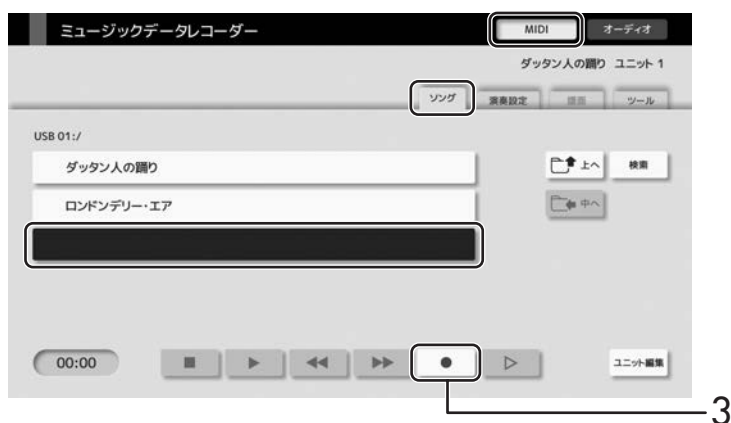 ミュージックデータレコーダー MIDI オーディオ
ダッタン人の踊り ユニット 1
ソング 演奏設定 譜面 ツール
USB 01:/
ダッタン人の踊り 上へ 検索
ロンドンデリー・エア 中へ
00:00 ユニット編集
3